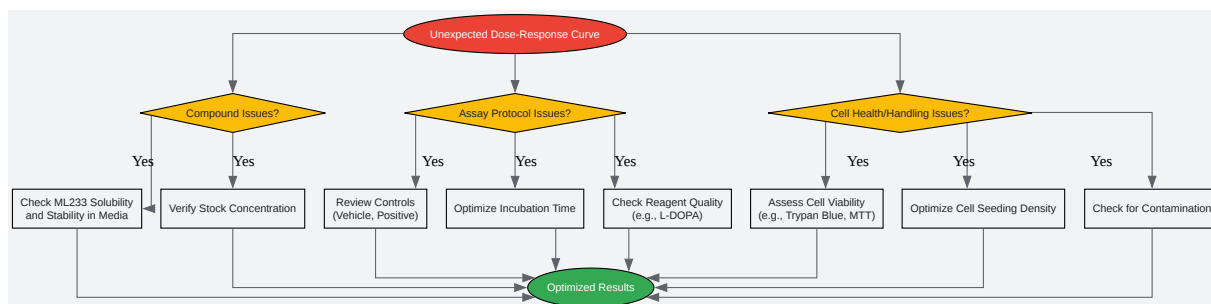 Unexpected Dose-Response Curve
Compound Issues?
Assay Protocol Issues?
Cell Health/Handling Issues?
Yes
Yes
Yes
Yes
Yes
Yes
Yes
Yes
Check ML233 Solubility
and Stability in Media
Verify Stock Concentration
Review Controls
(Vehicle, Positive)
Optimize Incubation Time
Check Reagent Quality
(e.g., L-DOPA)
Assess Cell Viability
(e.g., Trypan Blue, MTT)
Optimize Cell Seeding Density
Check for Contamination
Optimized Results